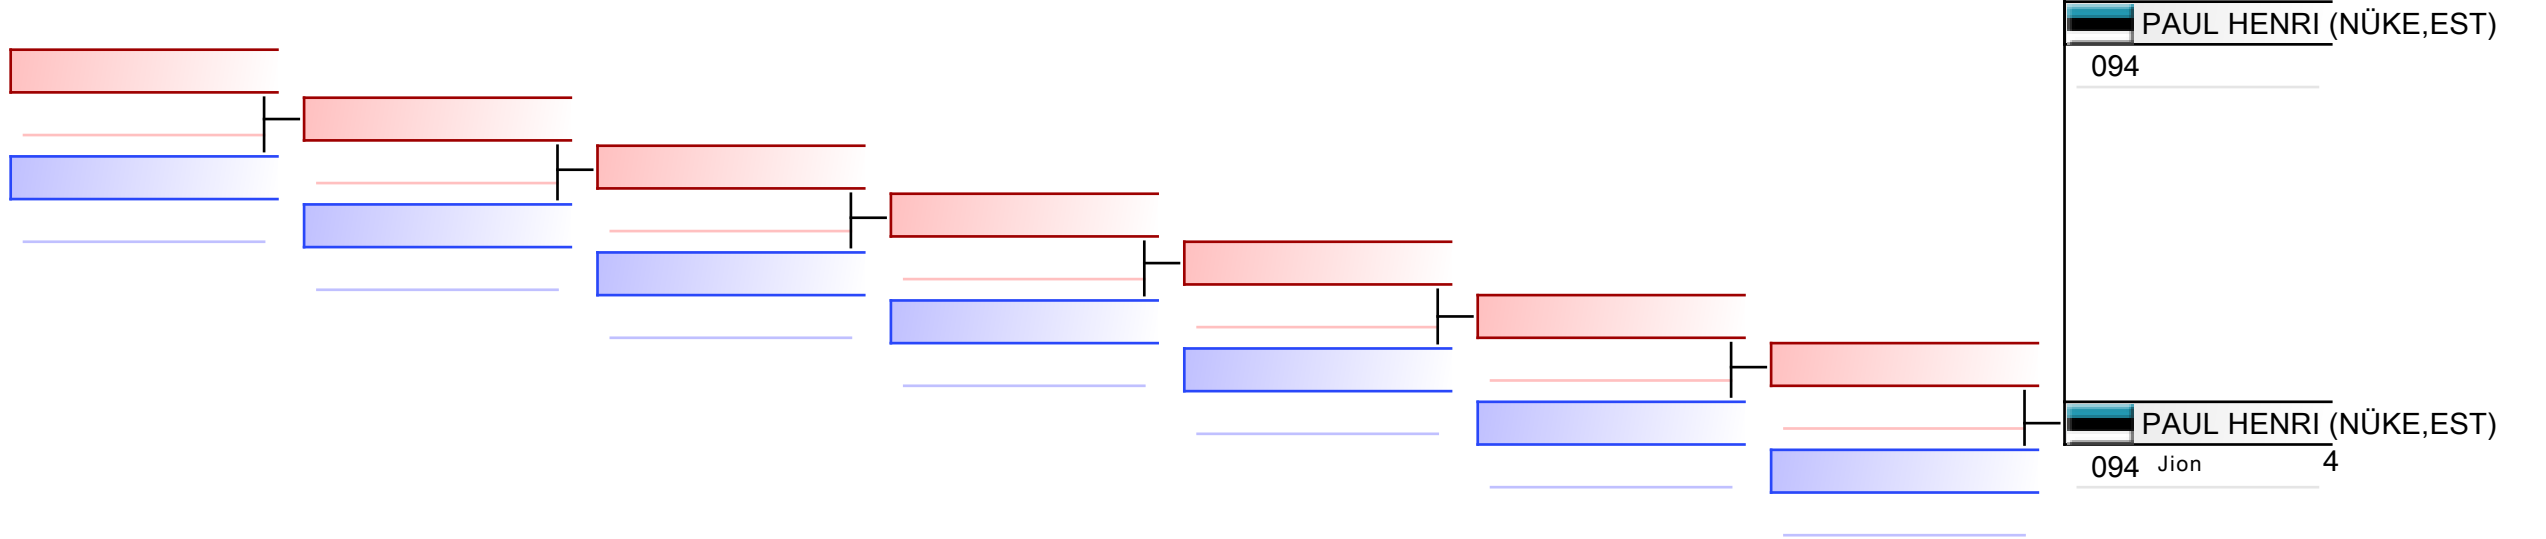 PAUL HENRI (NÜKE,EST)
094
PAUL HENRI (NÜKE,EST)
094 Jion 4